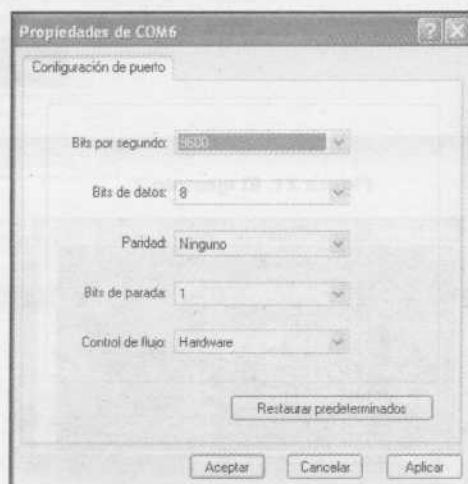 Propiedades de COM6
Configuración de puerto
Bits por segundo: 9600
Bits de datos: 8
Paridad: Ninguno
Bits de parada: 1
Control de flujo: Hardware
Restaurar predeterminados
Aceptar Cancelar Aplicar